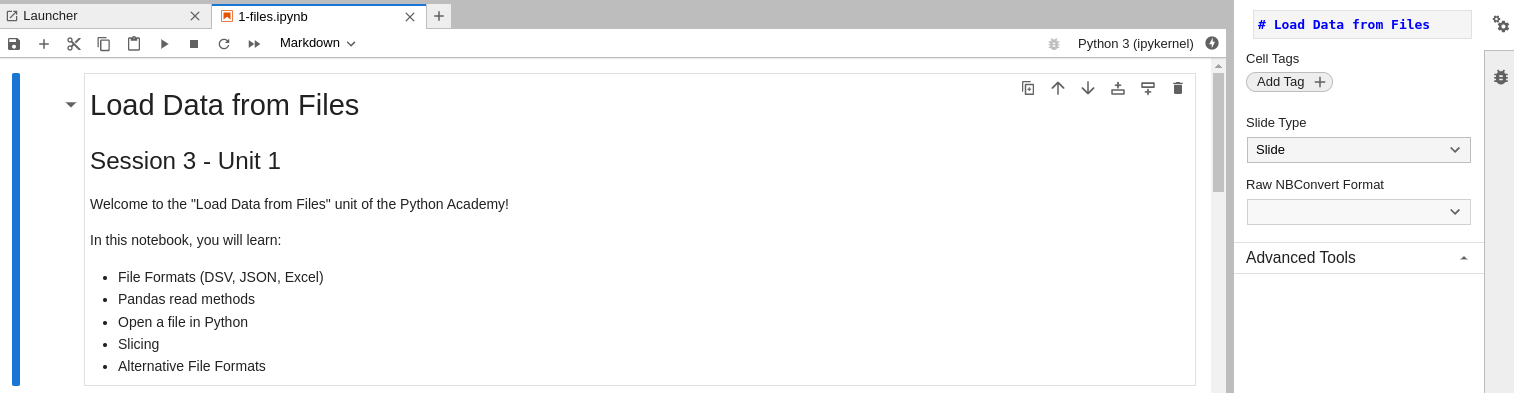 Launcher
1-files.ipynb
Markdown
Python 3 (ipykernel)
Load Data from Files
Session 3 - Unit 1
Welcome to the "Load Data from Files" unit of the Python Academy!
In this notebook, you will learn:
File Formats (DSV, JSON, Excel)
Pandas read methods
Open a file in Python
Slicing
Alternative File Formats
# Load Data from Files
Cell Tags
Add Tag
Slide Type
Slide
Raw NBConvert Format
Advanced Tools